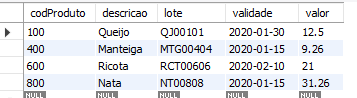 codProduto descricao lote validade valor
100 Queijo QJ00101 2020-01-30 12.5
400 Manteiga MTG00404 2020-01-15 9.26
600 Ricota RCT00606 2020-02-10 21
800 Nata NT00808 2020-01-15 31.26
NULL NULL NULL NULL NULL